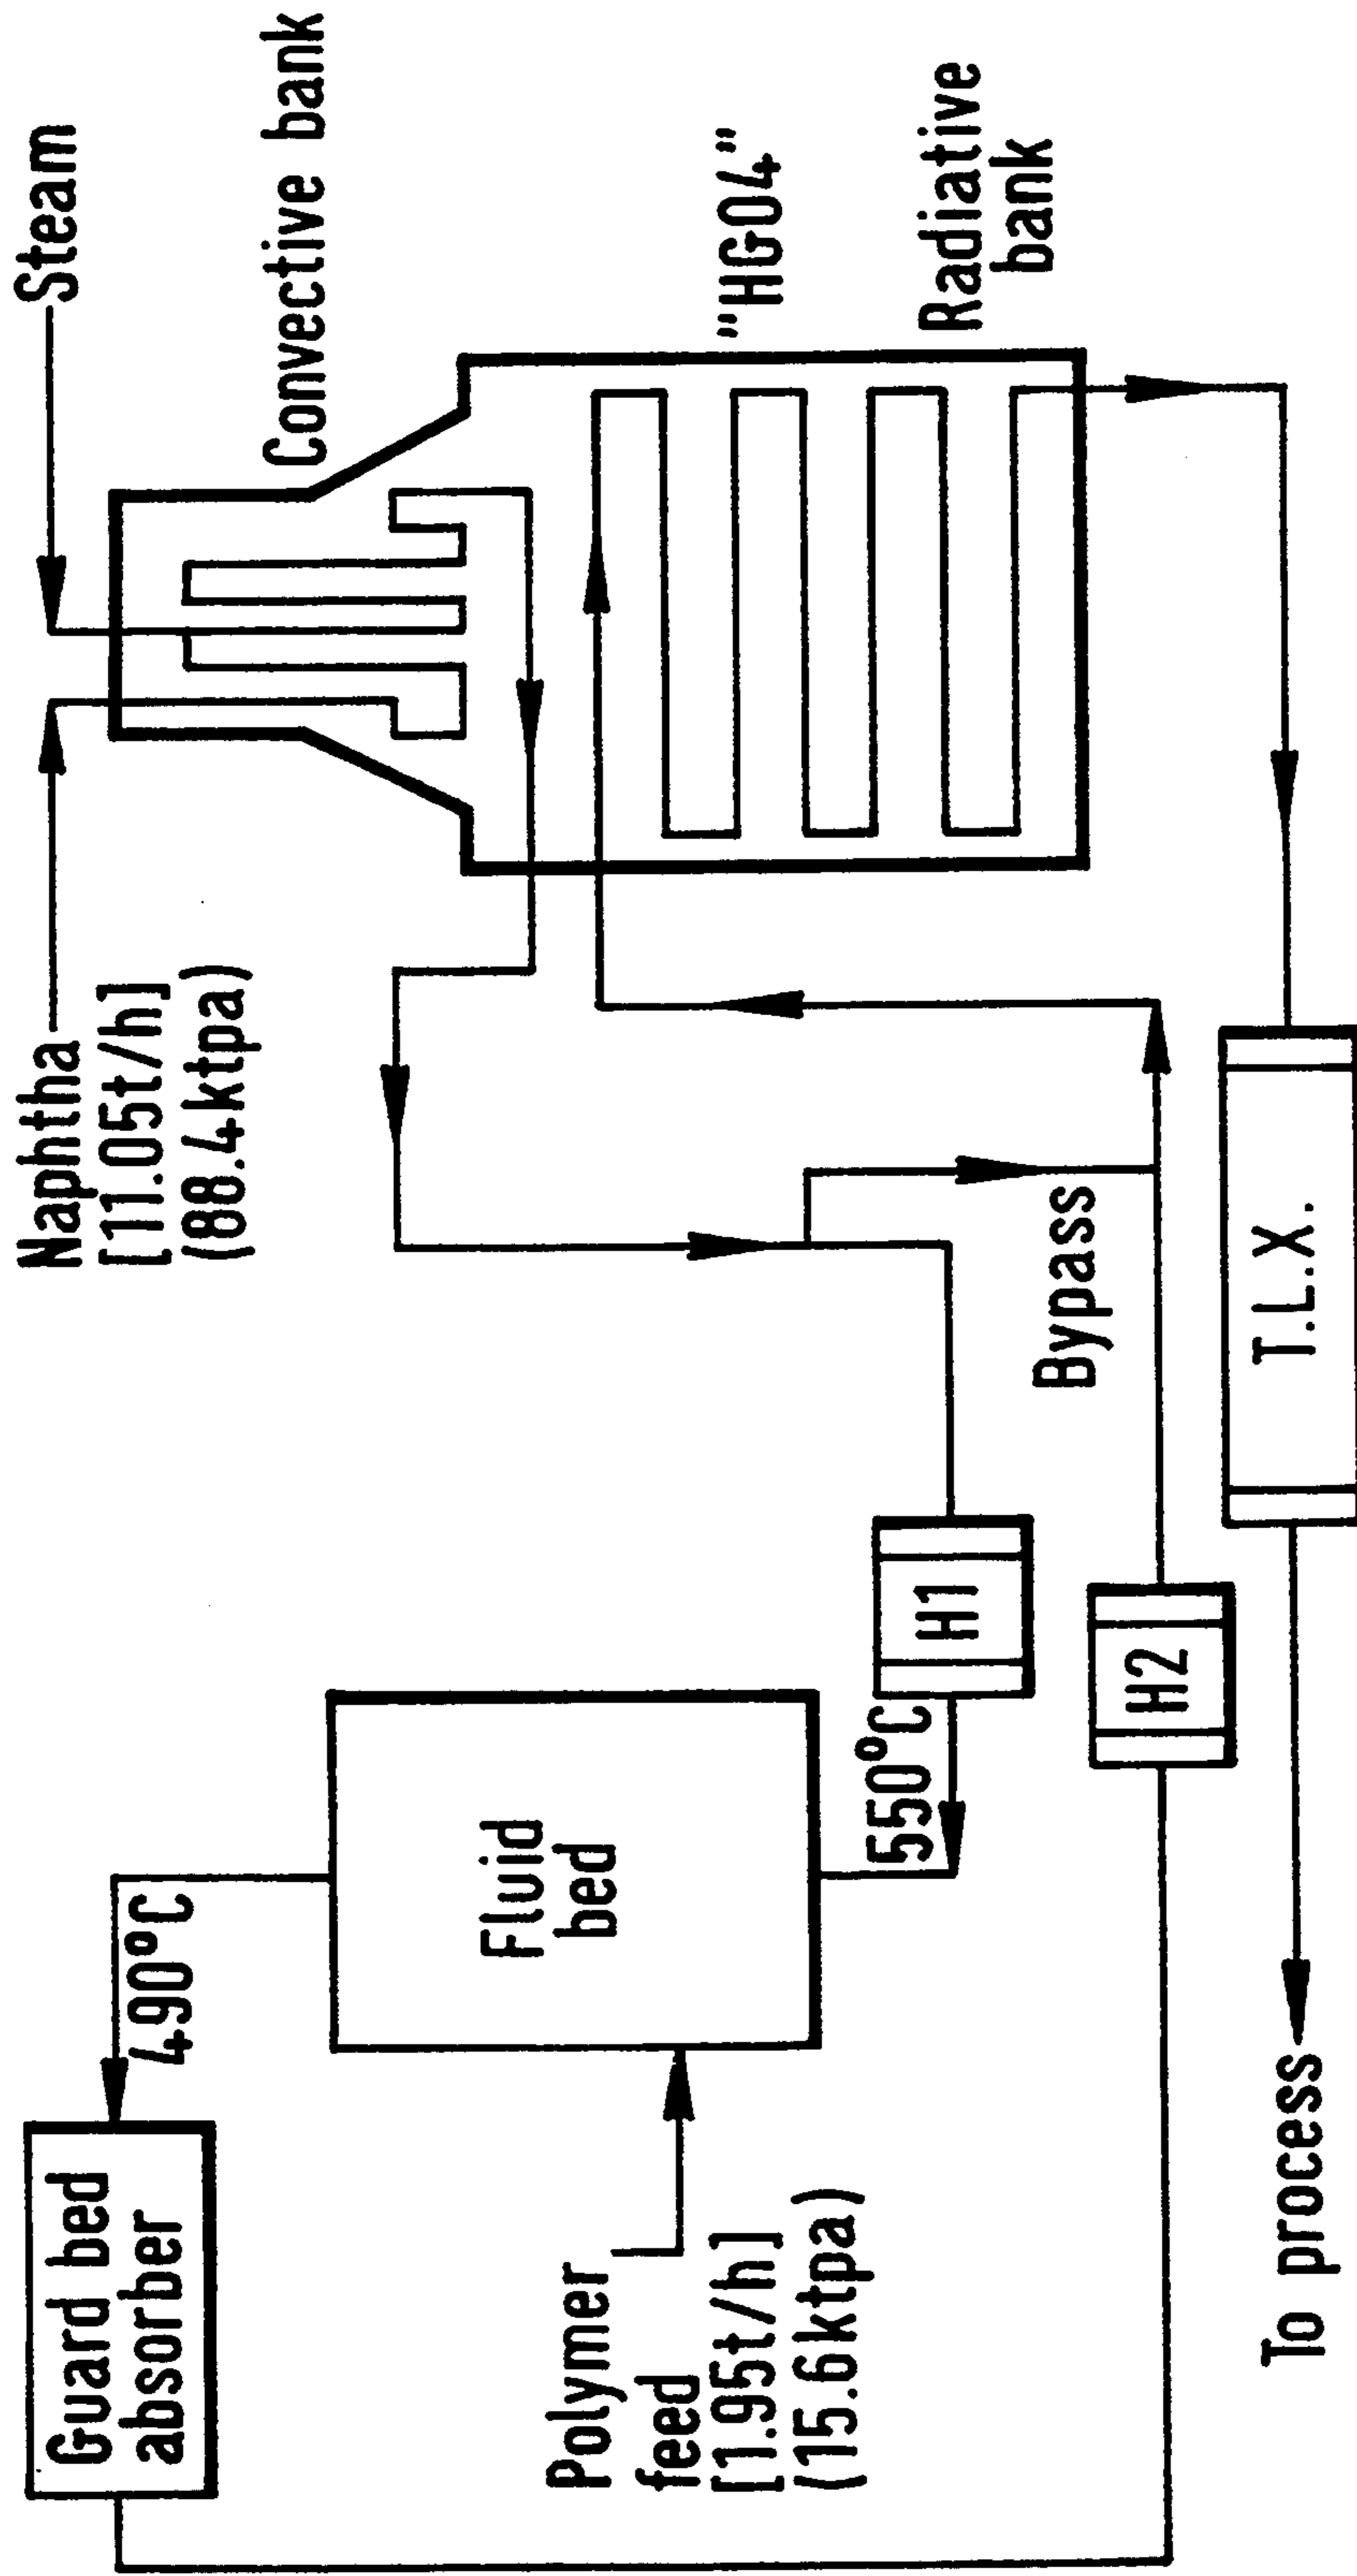 Guard bed
absorber
490°C
Naphtha
[11.05t/h]
(88.4ktpa)
Steam
Convective bank
Fluid
bed
Polymer
feed
[1.95t/h]
(15.6ktpa)
550°C
H1
"HG04"
Radiative
bank
Bypass
H2
T.L.X.
To process